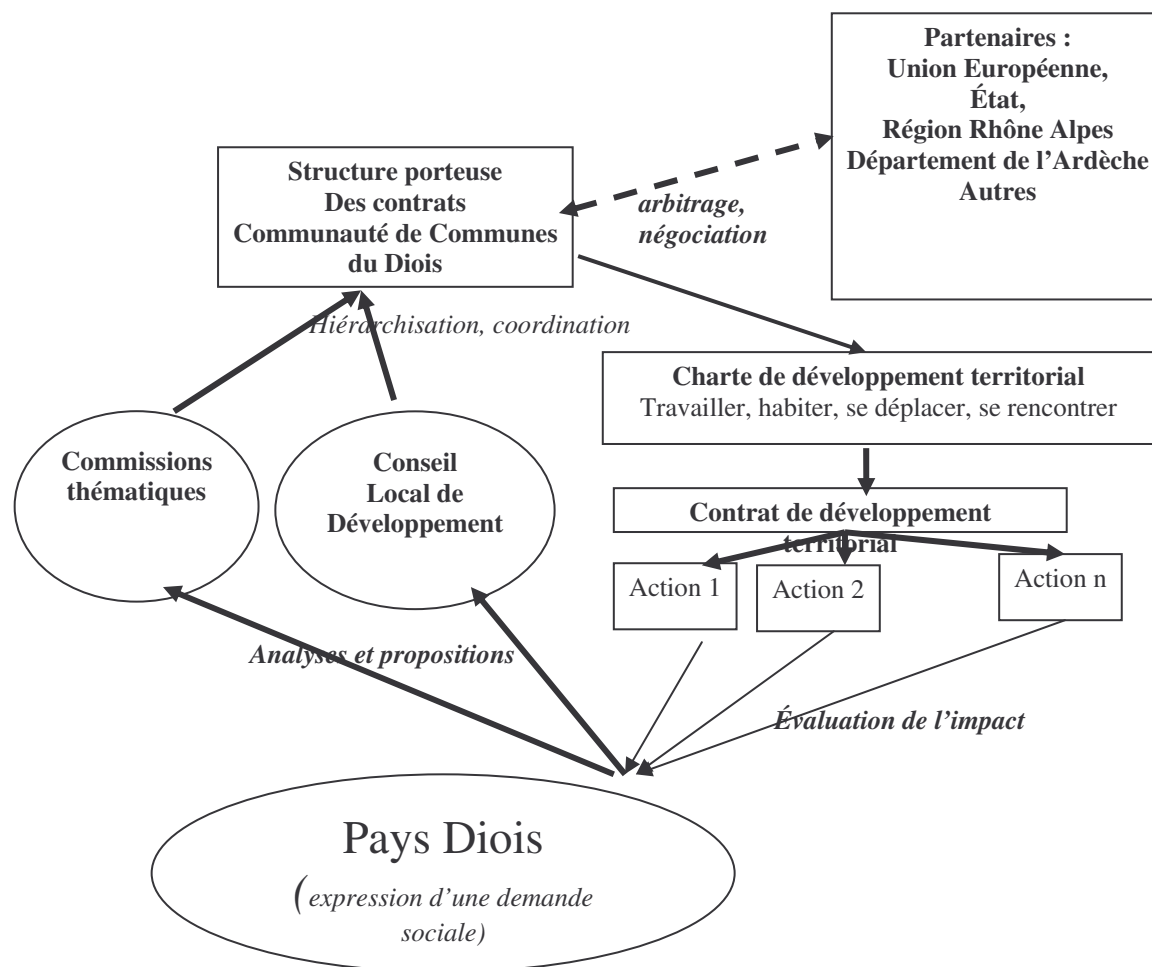 Partenaires :
Union Européenne,
État,
Région Rhône Alpes
Département de l’Ardèche
Autres
Structure porteuse
Des contrats
Communauté de Communes
du Diois
arbitrage,
négociation
Hiérarchisation, coordination
Charte de développement territorial
Travailler, habiter, se déplacer, se rencontrer
Commissions
thématiques
Conseil
Local de
Développement
Contrat de développement
territorial
Action 1
Action 2
Action n
Analyses et propositions
Évaluation de l’impact
Pays Diois
(expression d’une demande
sociale)